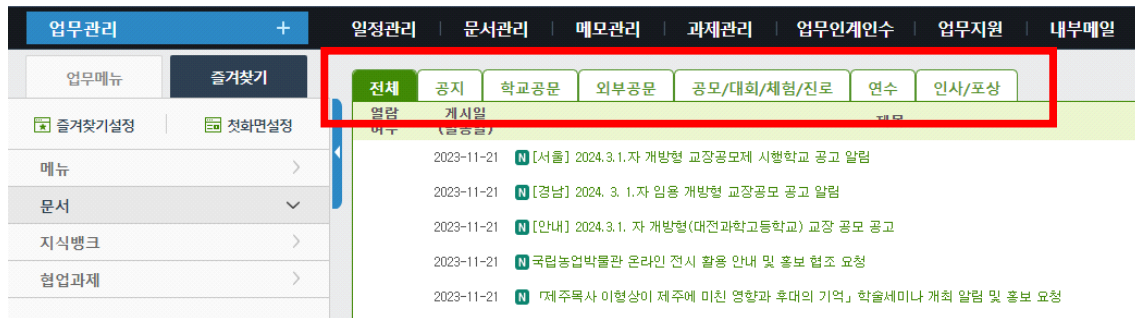 업무관리 + 일정관리 문서관리 메모관리 과제관리 업무인계인수 업무지원 내부메일
업무메뉴 즐겨찾기 전체 공지 학교공문 외부공문 공모/대회/체험/진로 연수 인사/포상
즐겨찾기설정 첫화면설정 열람 게시일 제목
메뉴
문서
지식뱅크
협업과제
2023-11-21 N [서울] 2024.3.1.자 개방형 교장공모제 시행학교 공고 알림
2023-11-21 N [경남] 2024. 3. 1.자 임용 개방형 교장공모 공고 알림
2023-11-21 N [안내] 2024.3.1. 자 개방형(대전과학고등학교) 교장 공모 공고
2023-11-21 N 국립농업박물관 온라인 전시 활용 안내 및 홍보 협조 요청
2023-11-21 N 「제주목사 이형상이 제주에 미친 영향과 후대의 기억」 학술세미나 개최 알림 및 홍보 요청